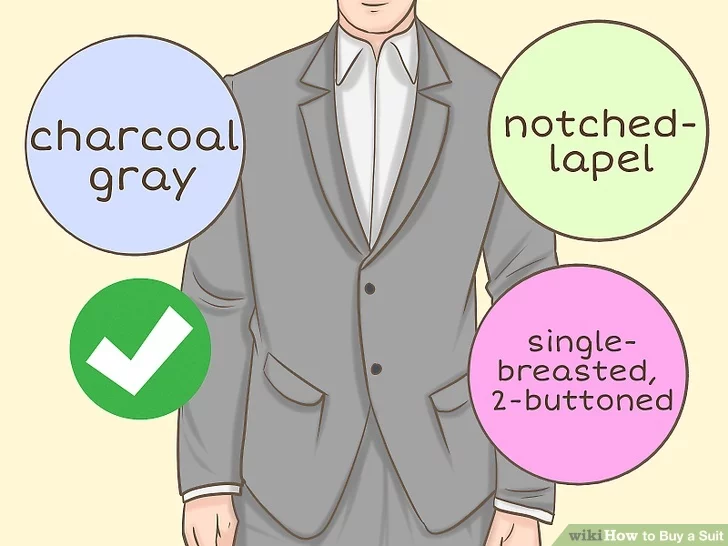 charcoal
gray
notched-
lapel
single-
breasted,
2-buttoned
wikiHow to Buy a Suit